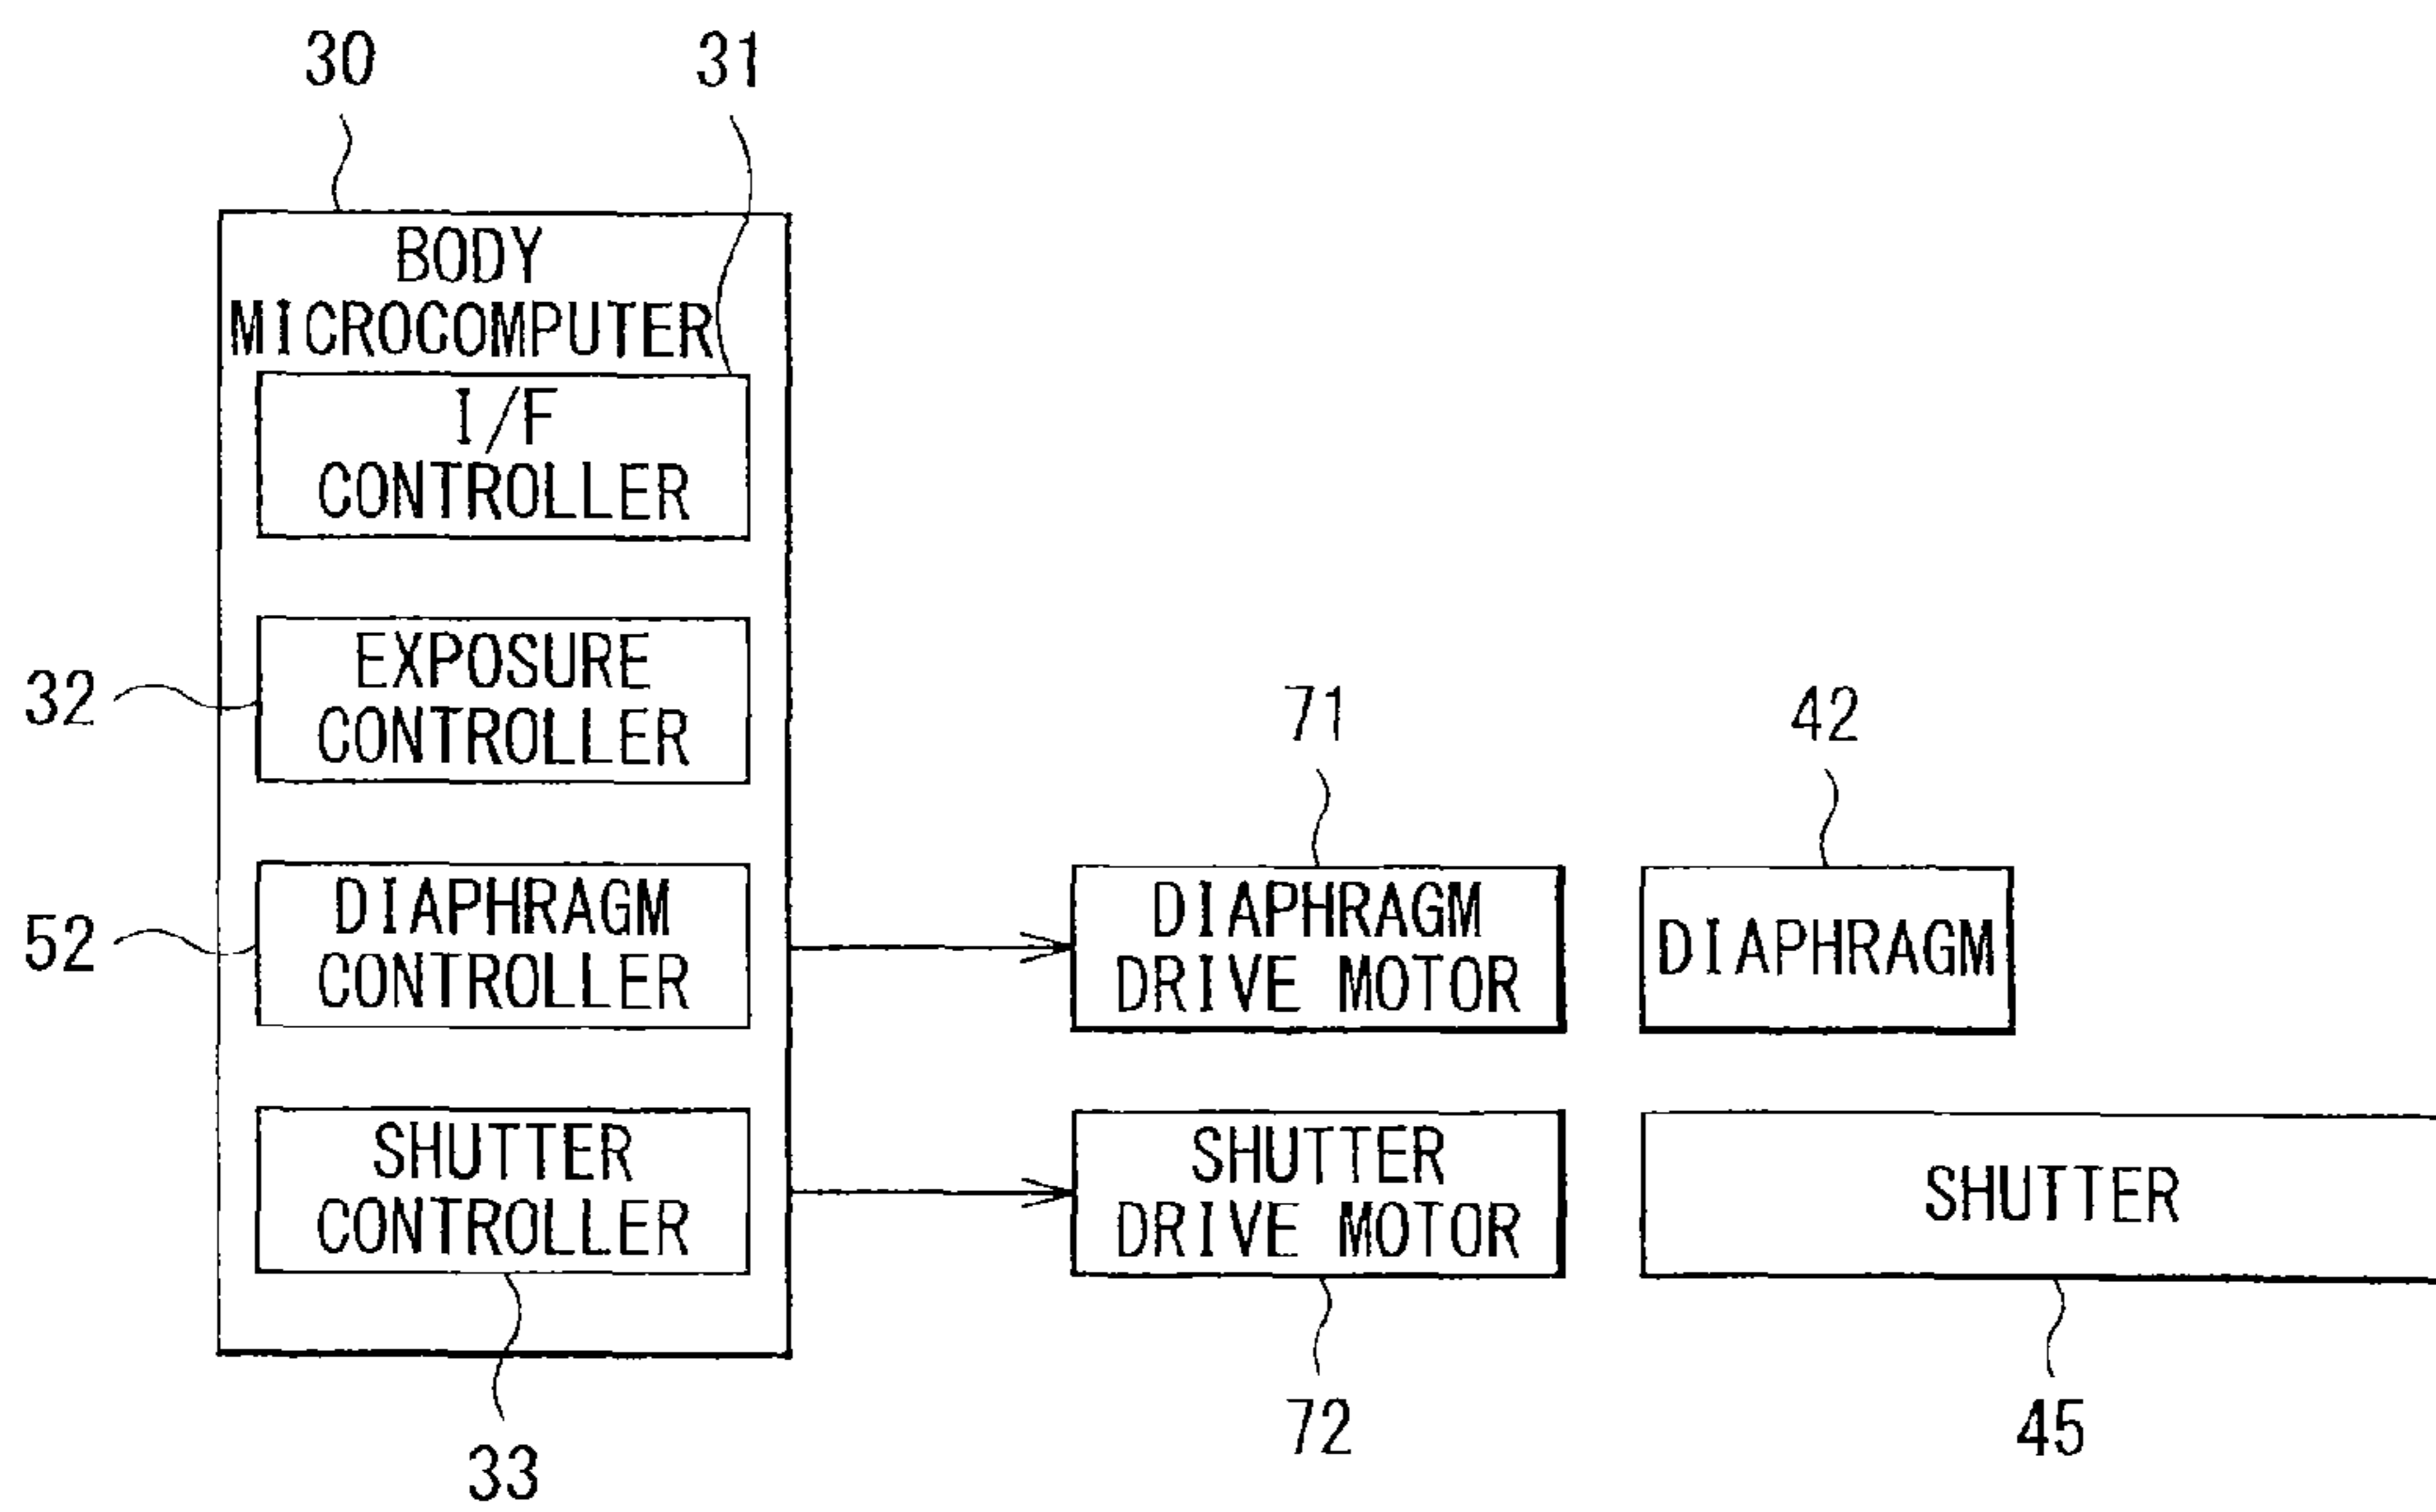 30
31
BODY
MICROCOMPUTER
I/F
CONTROLLER
32
EXPOSURE
CONTROLLER
71
42
52
DIAPHRAGM
CONTROLLER
DIAPHRAGM
DRIVE MOTOR
DIAPHRAGM
SHUTTER
CONTROLLER
SHUTTER
DRIVE MOTOR
SHUTTER
33
72
45